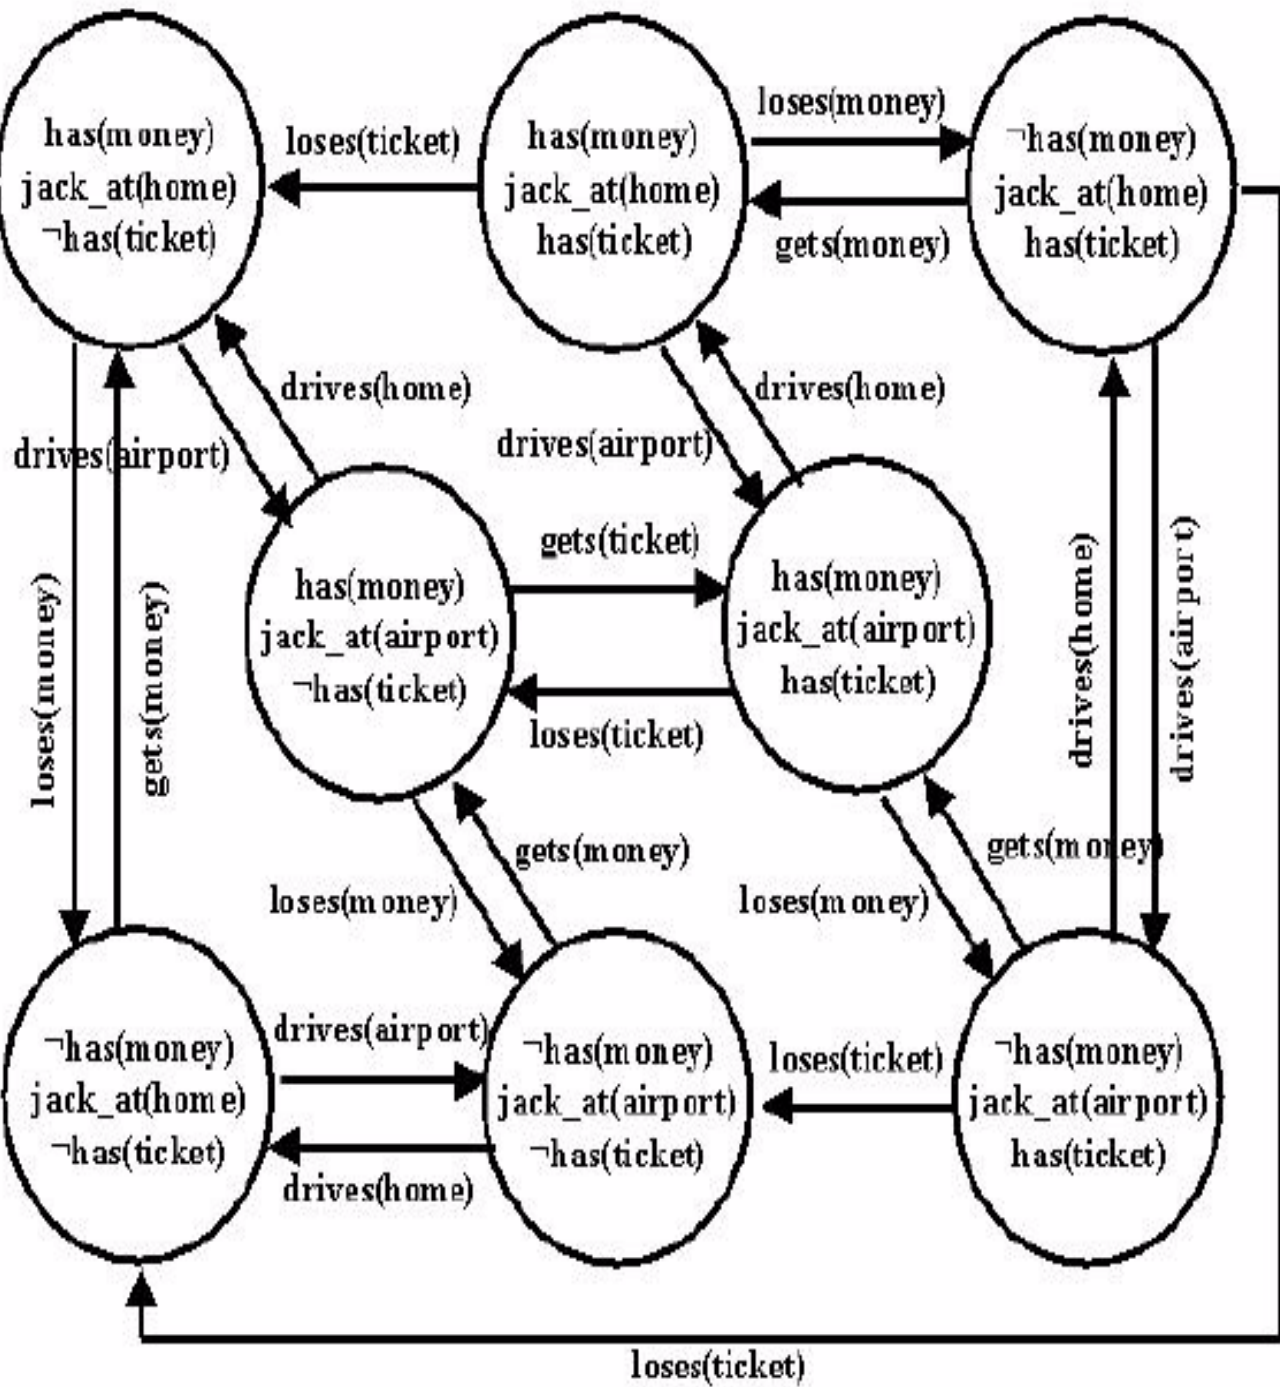 has(money)
jack_at(home)
¬has(ticket)
loses(ticket)
has(money)
jack_at(home)
has(ticket)
loses(money)
gets(money)
¬has(money)
jack_at(home)
has(ticket)
drives(home)
drives(airport)
drives(home)
drives(airport)
loses(money)
gets(money)
has(money)
jack_at(airport)
¬has(ticket)
gets(ticket)
loses(ticket)
has(money)
jack_at(airport)
has(ticket)
drives(home)
drives(airport)
gets(money)
loses(money)
gets(money)
loses(money)
¬has(money)
jack_at(home)
¬has(ticket)
drives(airport)
drives(home)
¬has(money)
jack_at(airport)
¬has(ticket)
loses(ticket)
¬has(money)
jack_at(airport)
has(ticket)
loses(ticket)